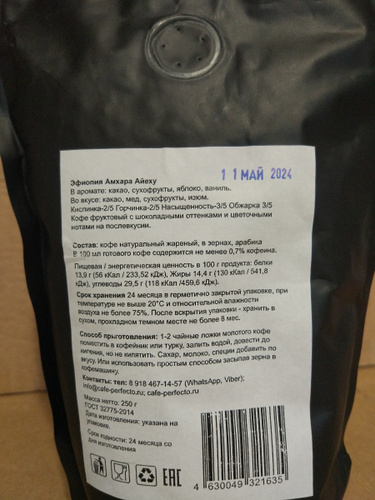 11 МАЙ 2024
Эфиопия Амхара Айеху
В аромате: какао, сухофрукты, яблоко, ваниль.
Во вкусе: какао, мед, сухофрукты, изюм.
Кислинка-2/5 Горчинка-2/5 Насыщенность-3/5 Обжарка 3/5
Кофе фруктовый с шоколадными оттенками и цветочными
нотами на послевкусии.
Состав: кофе натуральный жареный, в зернах, арабика
В 100 мл готового кофе содержится не менее 0,7% кофеина.
Пищевая / энергетическая ценность в 100 г продукта: белки
13,9 г (56 кКал / 233,52 кДж), Жиры 14,4 г (130 кКал / 541,8
кДж), углеводы 29,5 г (118 кКал /459,6 кДж).
Срок хранения 24 месяца в герметично закрытой упаковке, при
температуре не выше 20°С и относительной влажности
воздуха не более 75%. После вскрытия упаковки - хранить в
сухом, прохладном темном месте не более 8 мес.
Способ приготовления: 1-2 чайные ложки молотого кофе
поместить в кофейник или турку, залить водой, довести до
кипения, но не кипятить. Сахар, молоко, специи добавить по
вкусу. Или использовать простым способом засыпав зерна в
кофемашину.
Контакты: тел: 8 918 467-14-57 (WhatsApp, Viber);
info@cafe-perfecto.ru; cafe-perfecto.ru
Масса нетто: 250 г
ГОСТ 32775-2014
Дата изготовления: указана на
упаковке.
Срок годности: 24 месяца со
дня изготовления
4 630049 321635